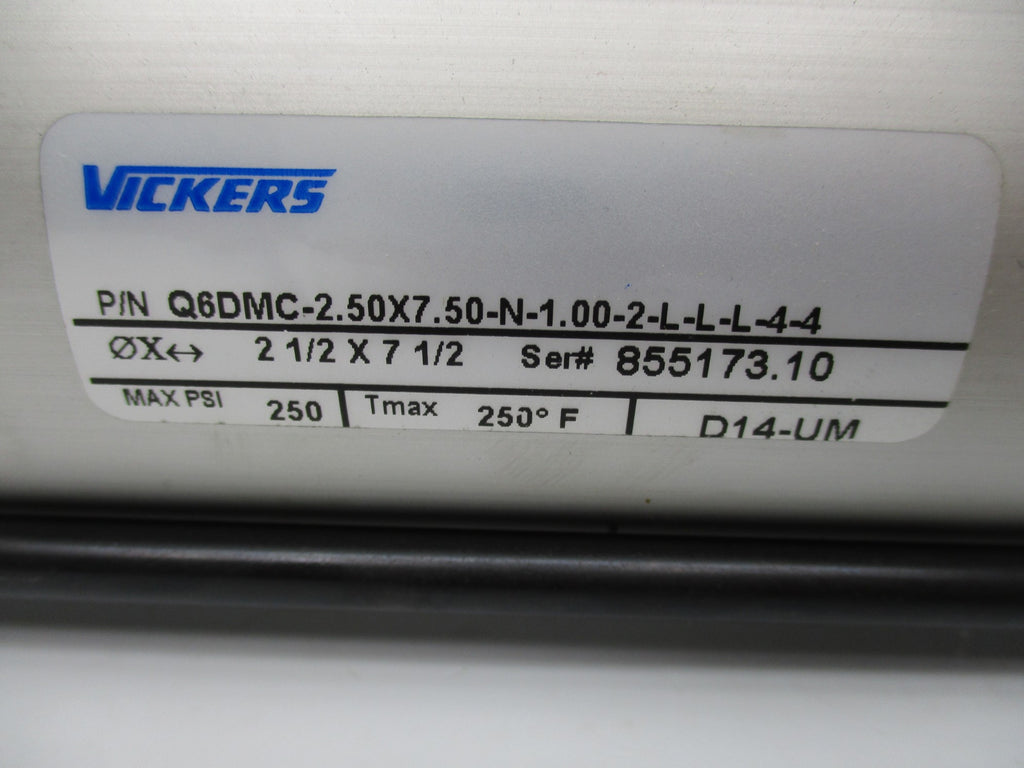 VICKERS
P/N Q6DMC-2.50X7.50-N-1.00-2-L-L-L-4-4
ØX↔ 2 1/2 X 7 1/2 Ser# 855173.10
MAX PSI 250 Tmax 250° F D14-UM